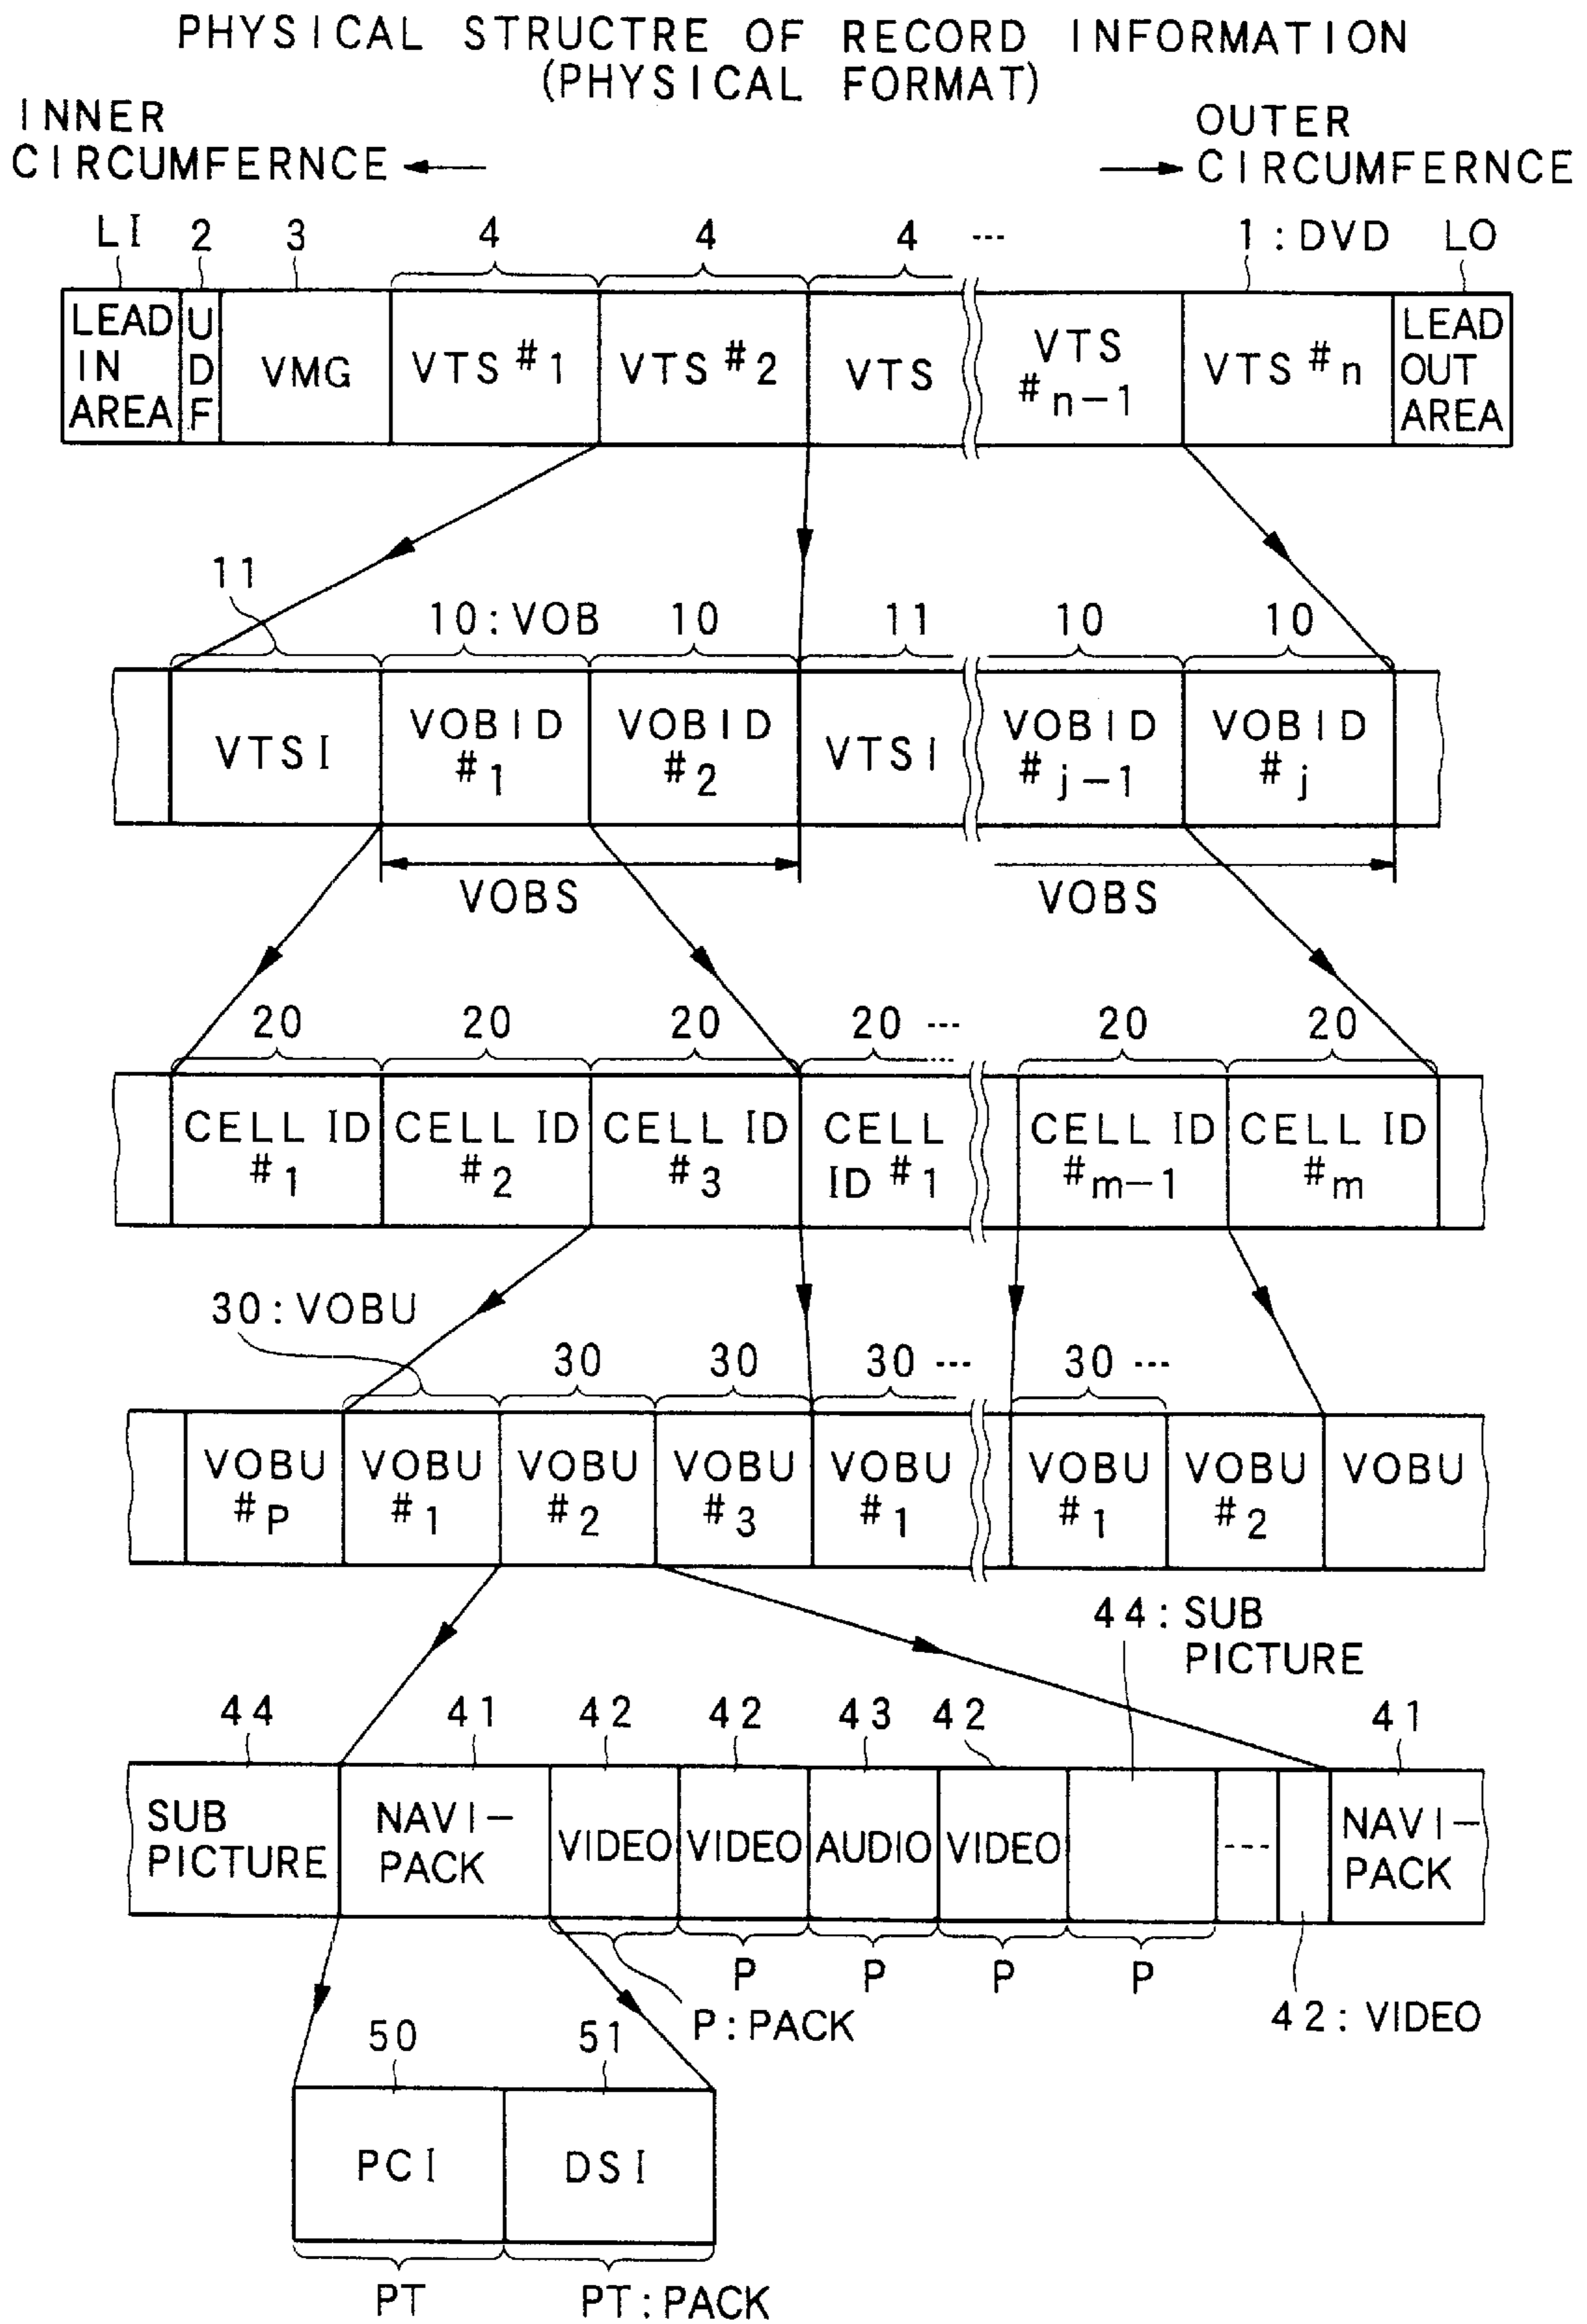 PHYSICAL STRUCTRE OF RECORD INFORMATION
(PHYSICAL FORMAT)
INNER
CIRCUMFERNCE
OUTER
CIRCUMFERNCE
LI 2 3 4 4 4 --- 1:DVD LO
LEAD IN AREA
UDF
VMG
VTS #1
VTS #2
VTS
VTS #n-1
VTS #n
LEAD OUT AREA
11 10:VOB 10 11 10 10
VTSI
VOBID #1
VOBID #2
VTSI
VOBID #j-1
VOBID #j
VOBS
VOBS
20 20 20 20 --- 20 20
CELL ID #1
CELL ID #2
CELL ID #3
CELL ID #1
CELL ID #m-1
CELL ID #m
30:VOBU 30 30 30 --- 30 ---
VOBU #P
VOBU #1
VOBU #2
VOBU #3
VOBU #1
VOBU #1
VOBU #2
VOBU
44:SUB PICTURE
44 41 42 42 43 42 41
SUB PICTURE
NAVI-PACK
VIDEO
VIDEO
AUDIO
VIDEO
---
NAVI-PACK
P P P P
P:PACK
42:VIDEO
50 51
PCI
DSI
PT
PT:PACK